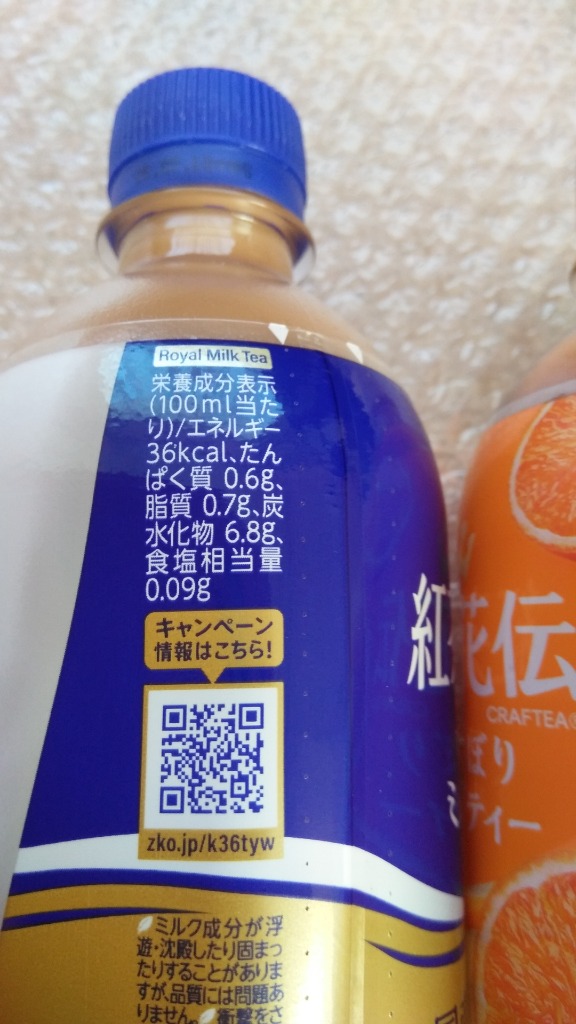 Royal Milk Tea
栄養成分表示
(100ml当た
り)/エネルギー
36kcal、たん
ぱく質 0.6g、
脂質 0.7g、炭
水化物 6.8g、
食塩相当量
0.09g
キャンペーン
情報はこちら!
zko.jp/k36tyw
ミルク成分が浮
遊・沈殿したり固まっ
たりすることがありま
すが、品質には問題あ
りません。 衝撃をさ
紅
花伝
CRAFTEA
ぼり
ミ
ティー